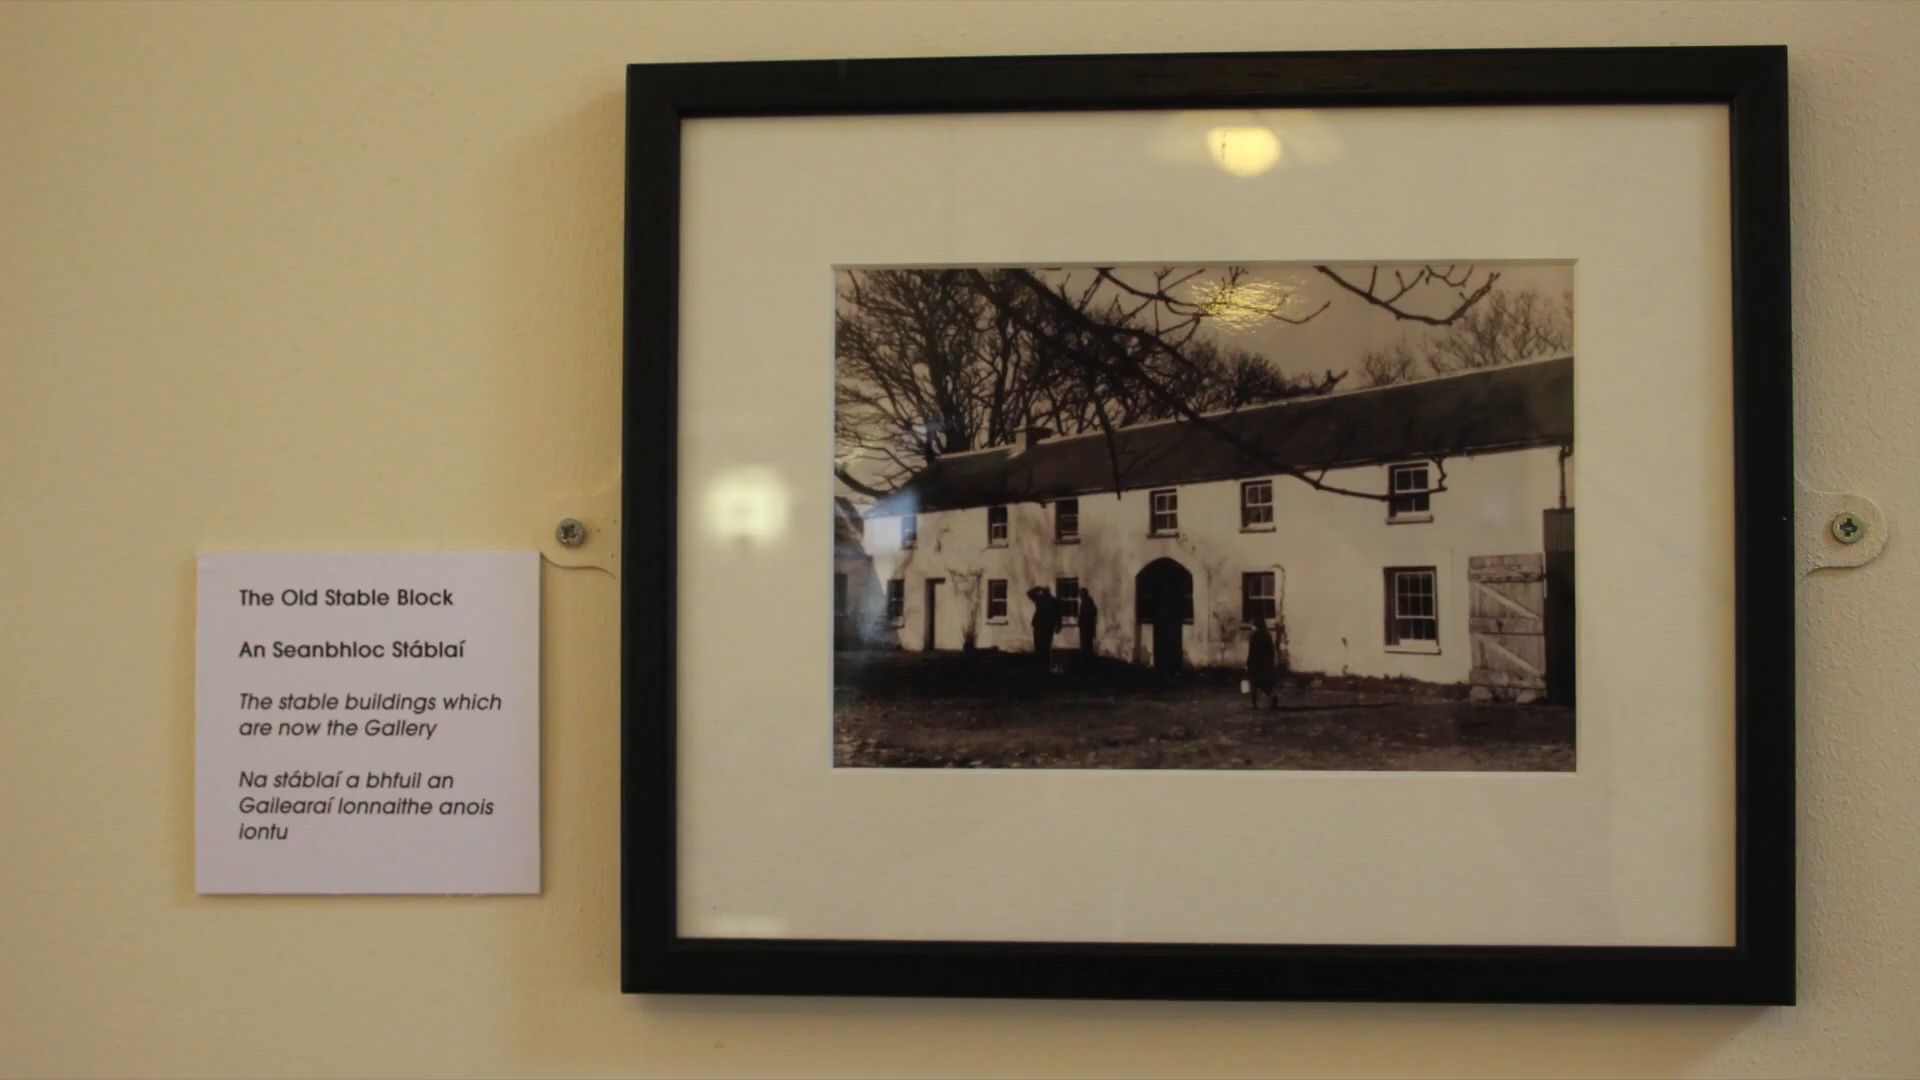 The Old Stable Block
An Seanbhloc Stáblaí
The stable buildings which
are now the Gallery
Na stáblaí a bhfuil an
Gailearaí lonnaithe anois
iontu